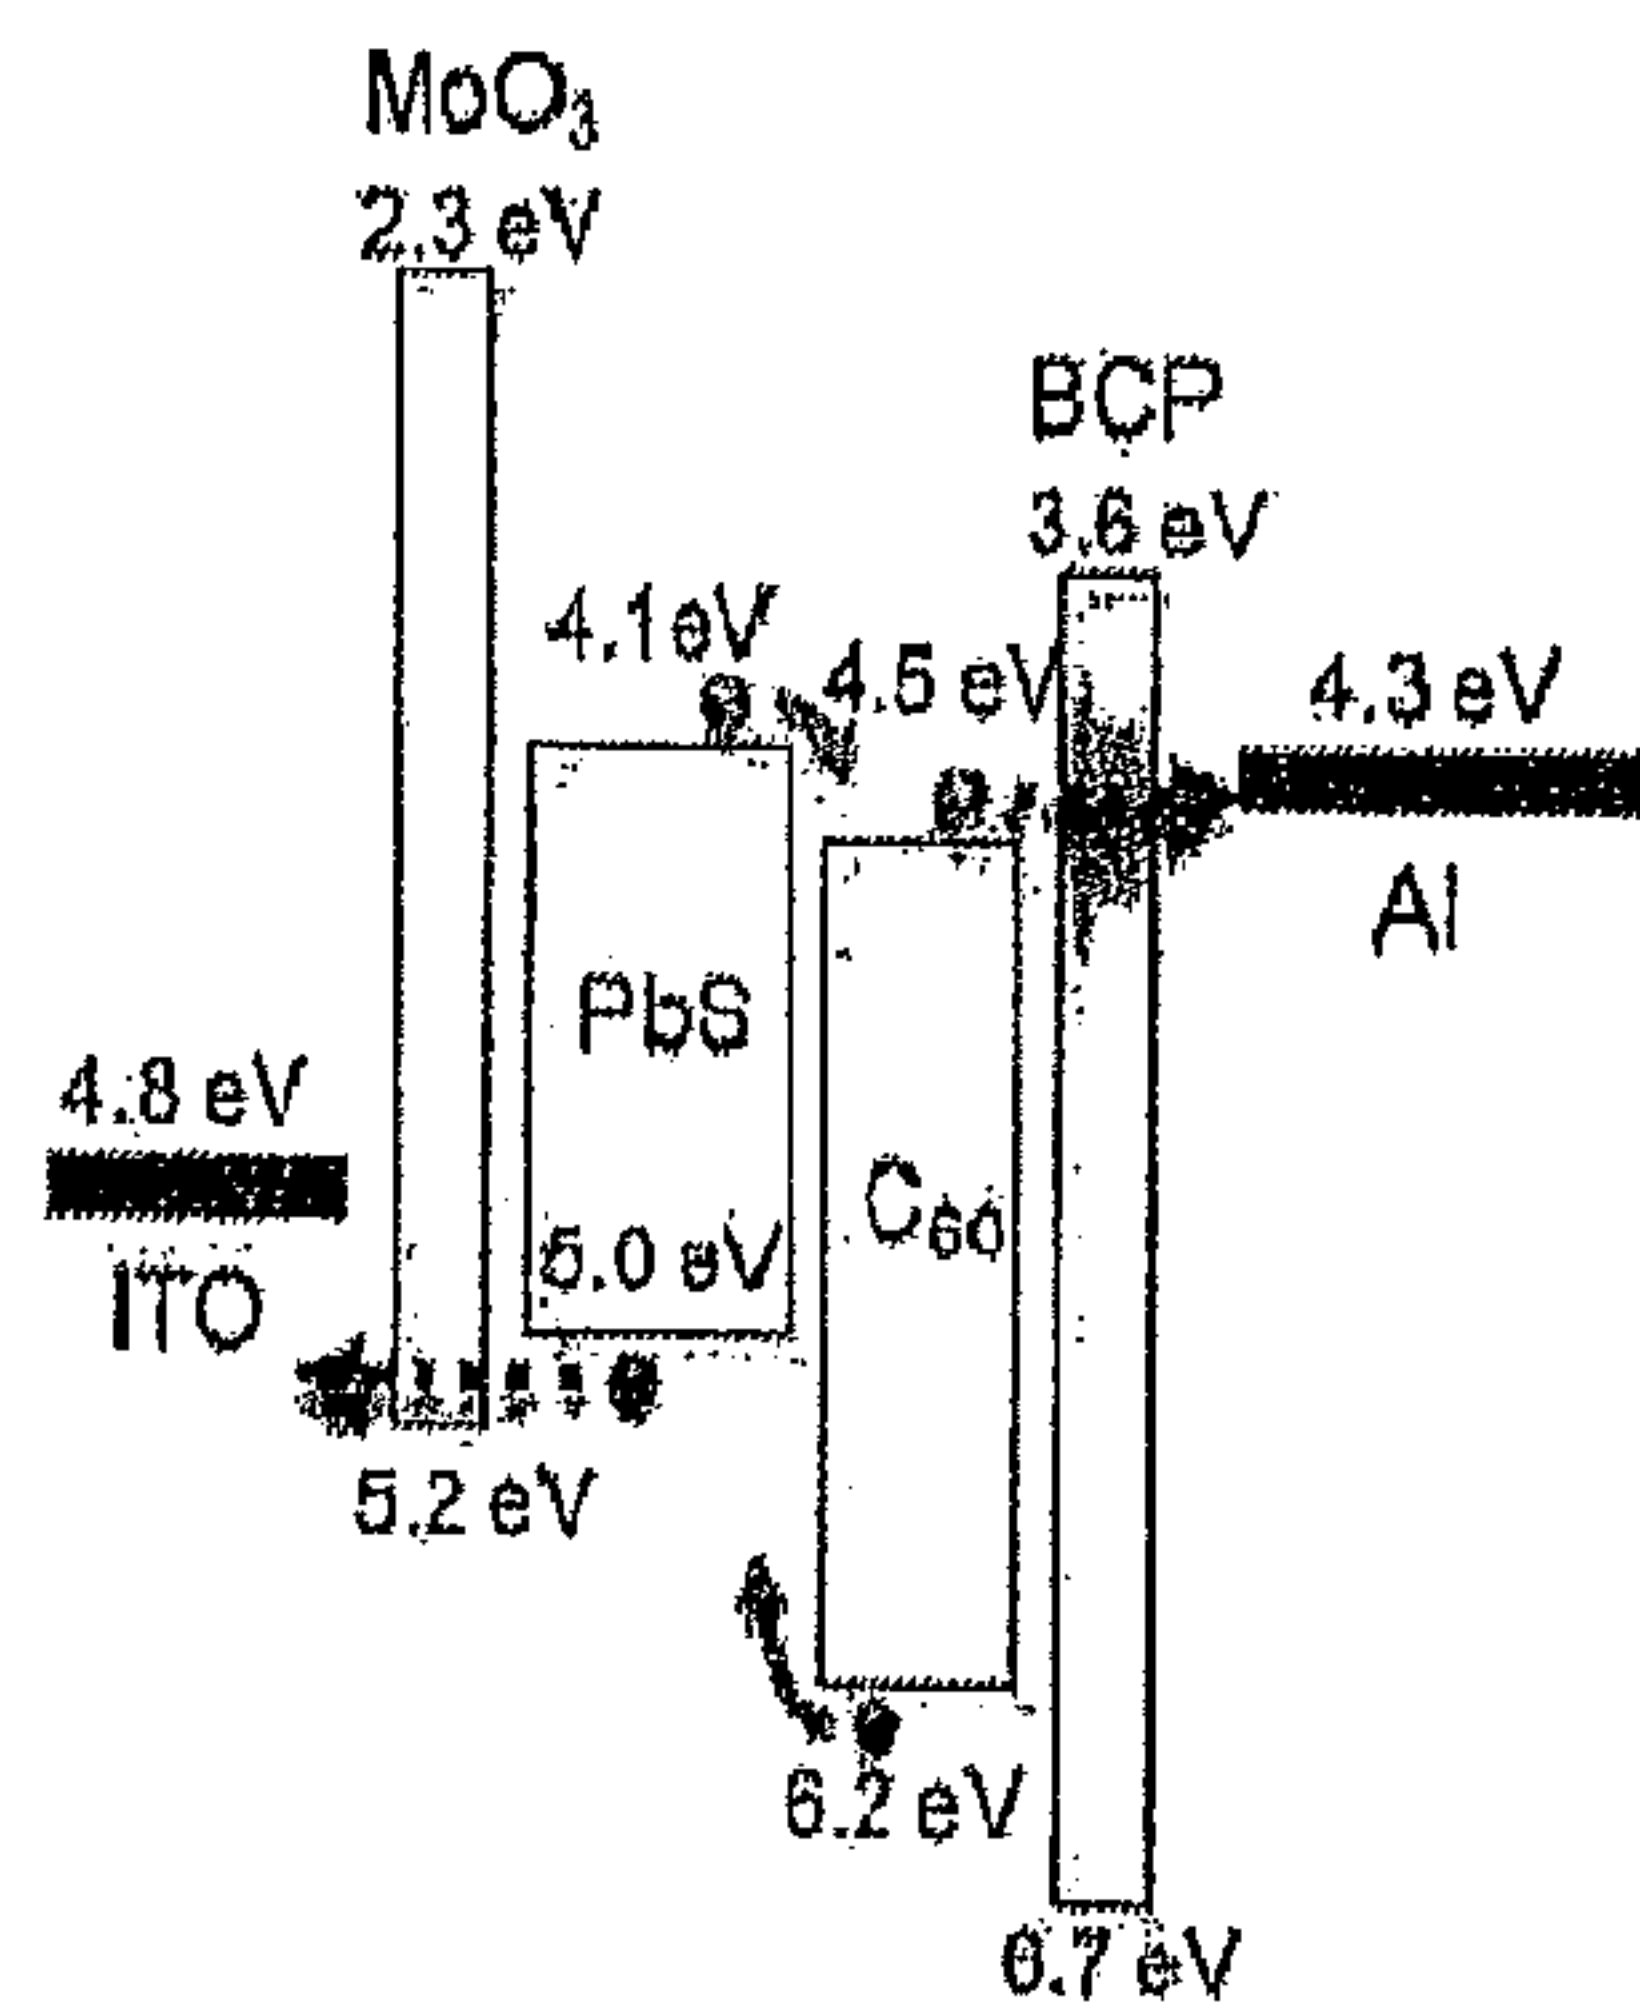 MoO₃
2.3 eV
BCP
3.6 eV
4.1eV
4.5 eV
4.3 eV
Al
PbS
4.8 eV
C₆₀
5.0 eV
ITO
5.2 eV
6.2 eV
6.7 eV